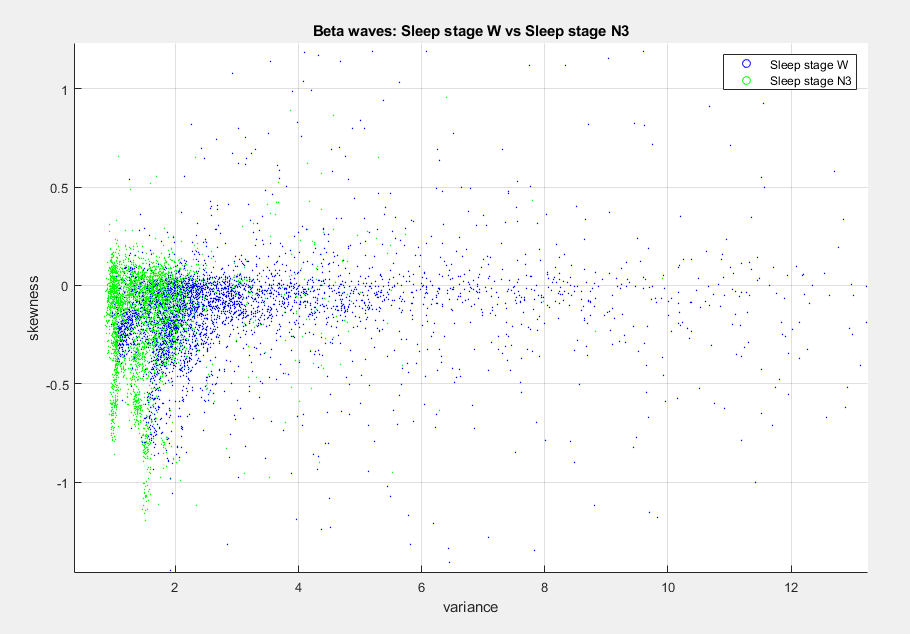 Beta waves: Sleep stage W vs Sleep stage N3
Sleep stage W
Sleep stage N3
1
0.5
0
-0.5
-1
skewness
2 4 6 8 10 12
variance